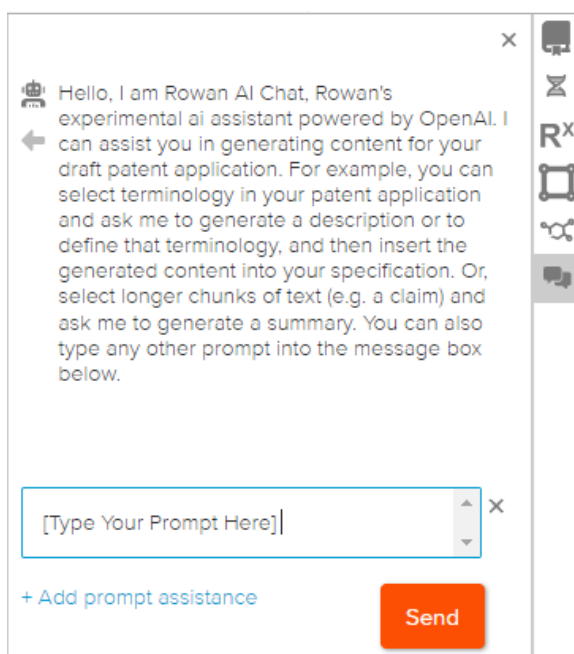 ×
Hello, I am Rowan AI Chat, Rowan's
experimental ai assistant powered by OpenAI. I
can assist you in generating content for your
draft patent application. For example, you can
select terminology in your patent application
and ask me to generate a description or to
define that terminology, and then insert the
generated content into your specification. Or,
select longer chunks of text (e.g. a claim) and
ask me to generate a summary. You can also
type any other prompt into the message box
below.
RX
[Type Your Prompt Here]
×
+ Add prompt assistance
Send